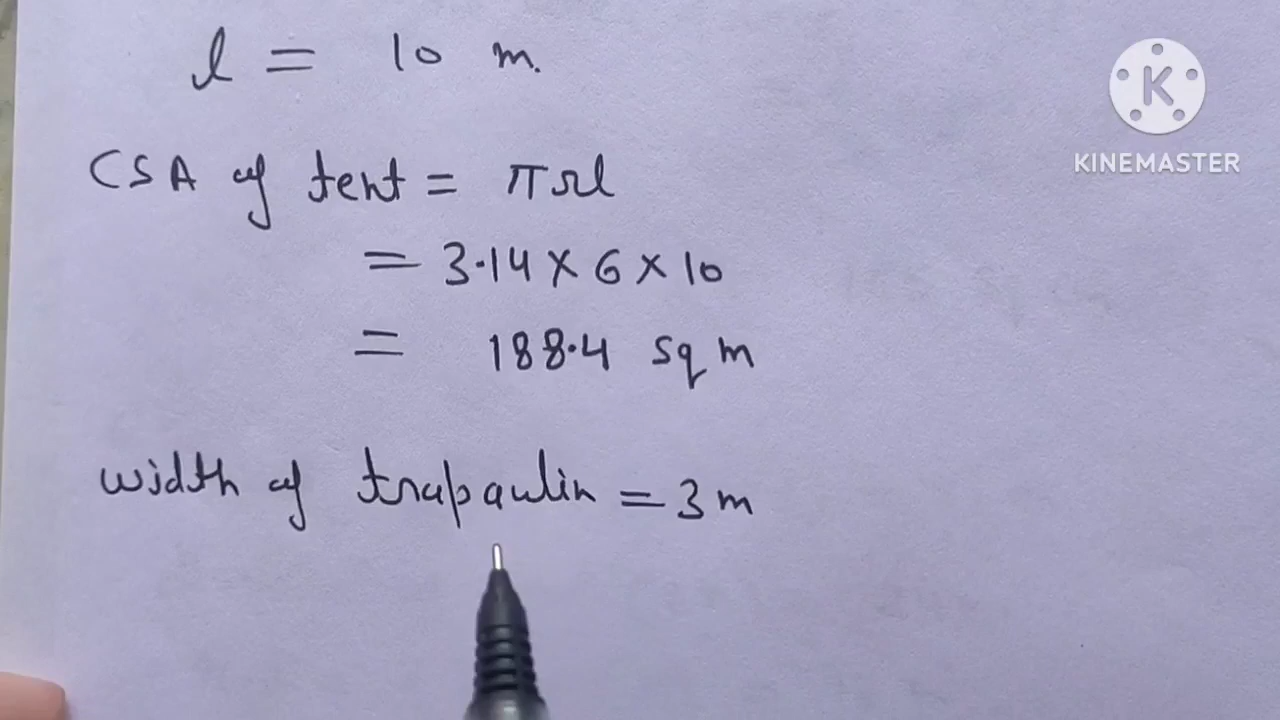 l = 10 m.
CSA of tent = πrl
= 3.14 × 6 × 10
= 188.4 sq m
width of trapaulin = 3 m
K
KINEMASTER